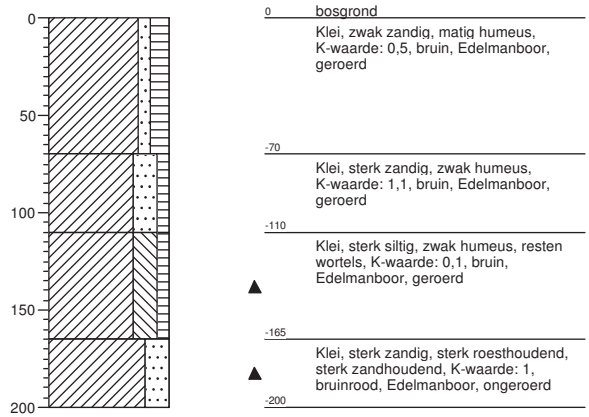 0
50
100
150
200
0 bosgrond
Klei, zwak zandig, matig humeus,
K-waarde: 0,5, bruin, Edelmanboor,
geroerd
-70
Klei, sterk zandig, zwak humeus,
K-waarde: 1,1, bruin, Edelmanboor,
geroerd
-110
Klei, sterk siltig, zwak humeus, resten
wortels, K-waarde: 0,1, bruin,
Edelmanboor, geroerd
-165
Klei, sterk zandig, sterk roesthoudend,
sterk zandhoudend, K-waarde: 1,
bruinrood, Edelmanboor, ongeroerd
-200